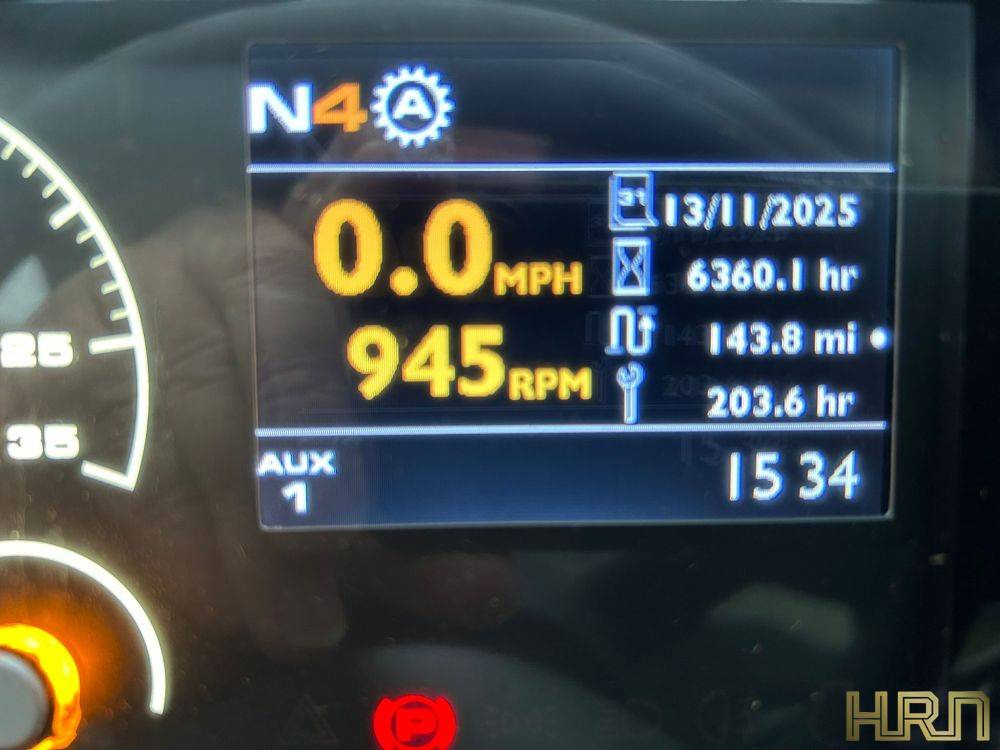 N4 A
31 13/11/2025
0.0 MPH
6360.1 hr
25
143.8 mi
945 RPM
203.6 hr
35
AUX
1
15 34
P
HRN